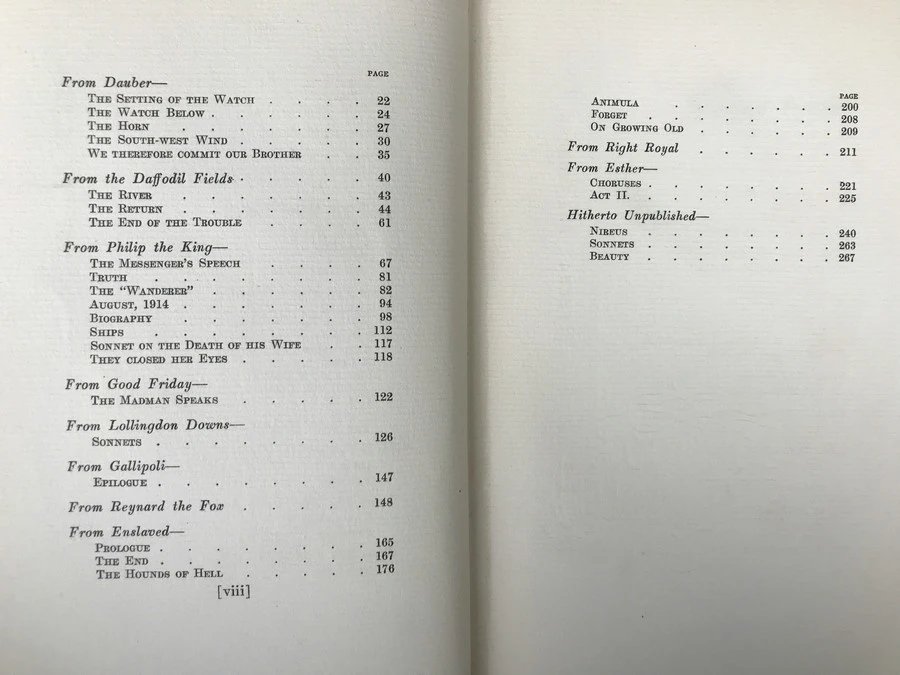 PAGE
From Dauber—
The Setting of the Watch . . . . 22
The Watch Below . . . . . 24
The Horn . . . . . . 27
The South-west Wind . . . . 30
We therefore commit our Brother . . 35
From the Daffodil Fields . . . . . 40
The River . . . . . . 43
The Return . . . . . . 44
The End of the Trouble . . . . 61
From Philip the King—
The Messenger's Speech . . . . 67
Truth . . . . . . . 81
The "Wanderer" . . . . . 82
August, 1914 . . . . . . 94
Biography . . . . . . 98
Ships . . . . . . . 112
Sonnet on the Death of his Wife . . 117
They closed her Eyes . . . . . 118
From Good Friday—
The Madman Speaks . . . . . 122
From Lollingdon Downs—
Sonnets . . . . . . . 126
From Gallipoli—
Epilogue . . . . . . . 147
From Reynard the Fox . . . . . 148
From Enslaved—
Prologue . . . . . . . 165
The End . . . . . . . 167
The Hounds of Hell . . . . . 176
[viii]
PAGE
Animula . . . . . . . 200
Forget . . . . . . . 208
On Growing Old . . . . . . 209
From Right Royal . . . . . . 211
From Esther—
Choruses . . . . . . . . 221
Act II. . . . . . . . . 225
Hitherto Unpublished—
Nireus . . . . . . . . 240
Sonnets . . . . . . . . 263
Beauty . . . . . . . . 267